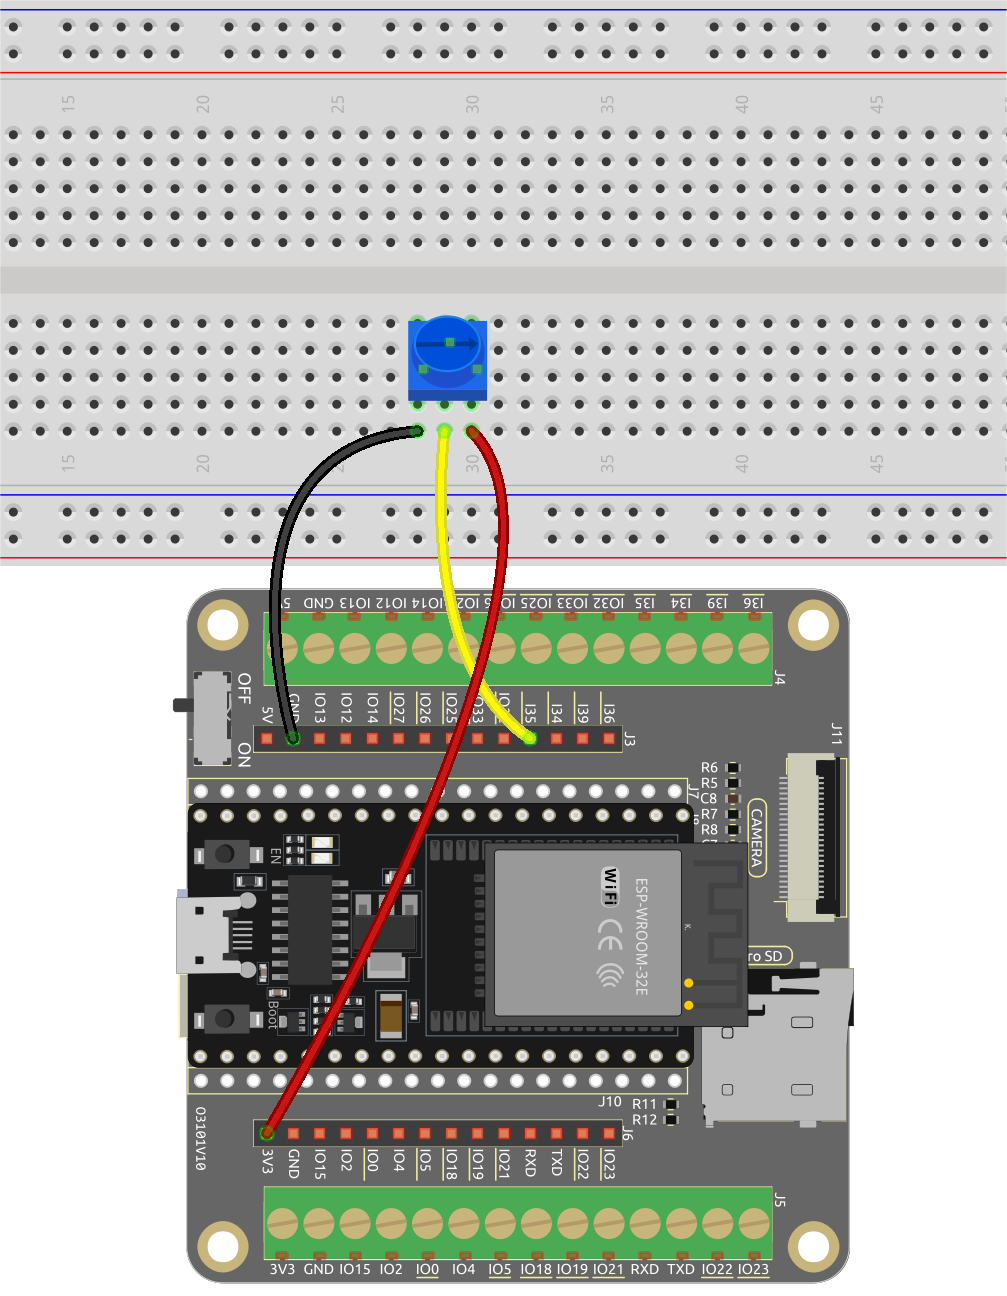 15 20 25 30 35 40 45
15 20 25 30 35 40 45
5V GND IO13 IO12 IO14 IO25 IO33 IO32 I35 I34 I39 I36
J4
OFF
ON
5V GND IO13 IO12 IO14 IO27 IO26 IO25 IO33 I35 I34 I39 I36
J3
J11
R6
R5
C8
R7
R8
J7
CAMERA
EN
WiFi
CE
ESP-WROOM-32E
K.
ro SD
Boot
J10
R11
R12
O3101V10
J6
3V3 GND IO15 IO2 IO0 IO4 IO5 IO18 IO19 IO21 RXD TXD IO22 IO23
J5
3V3 GND IO15 IO2 IO0 IO4 IO5 IO18 IO19 IO21 RXD TXD IO22 IO23